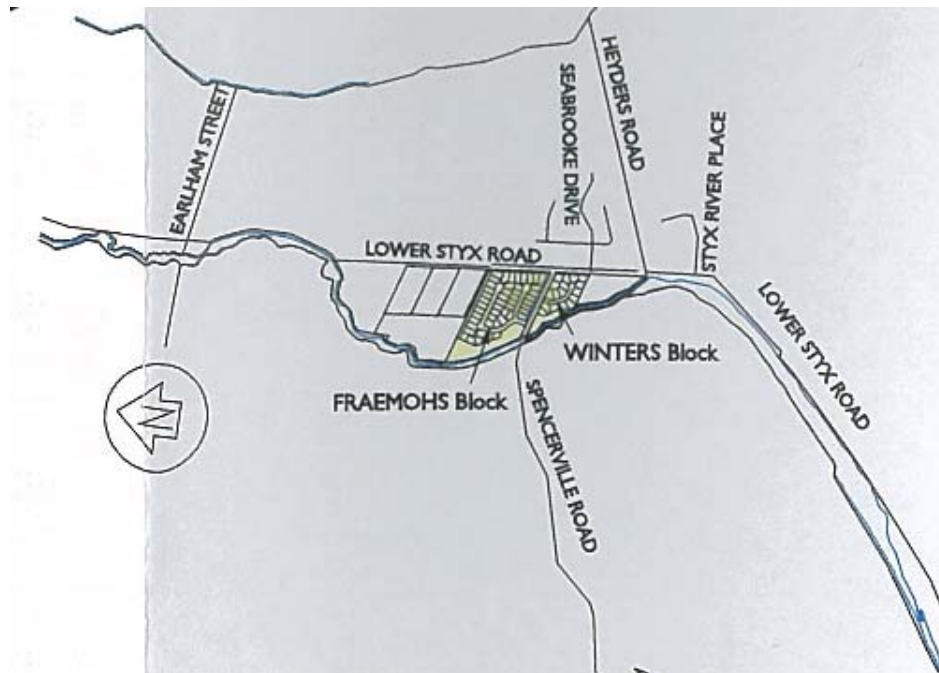 HEYDERS ROAD
SEABROOKE DRIVE
EARLHAM STREET
STYX RIVER PLACE
LOWER STYX ROAD
LOWER STYX ROAD
WINTERS Block
FRAEMOHS Block
N
SPENCERVILLE ROAD